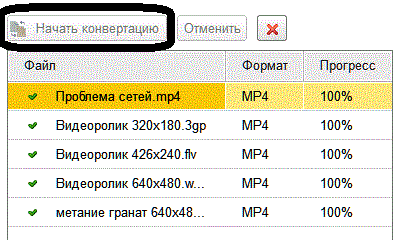 Начать конвертацию Отменить
Файл Формат Прогресс
Проблема сетей.mp4 MP4 100%
Видеоролик 320x180.3gp MP4 100%
Видеоролик 426x240.flv MP4 100%
Видеоролик 640x480.w... MP4 100%
метание гранат 640x48... MP4 100%